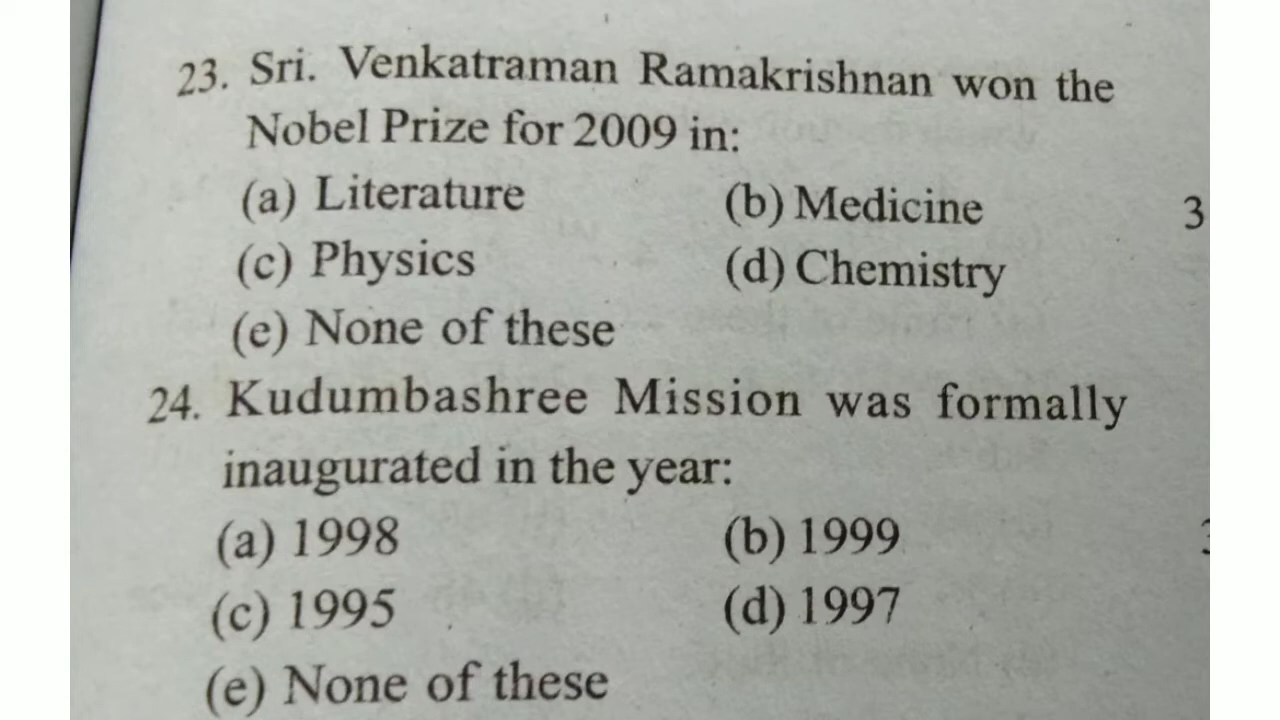 23. Sri. Venkatraman Ramakrishnan won the
Nobel Prize for 2009 in:
(a) Literature (b) Medicine
3
(c) Physics (d) Chemistry
(e) None of these
24. Kudumbashree Mission was formally
inaugurated in the year:
(a) 1998 (b) 1999
(c) 1995 (d) 1997
(e) None of these